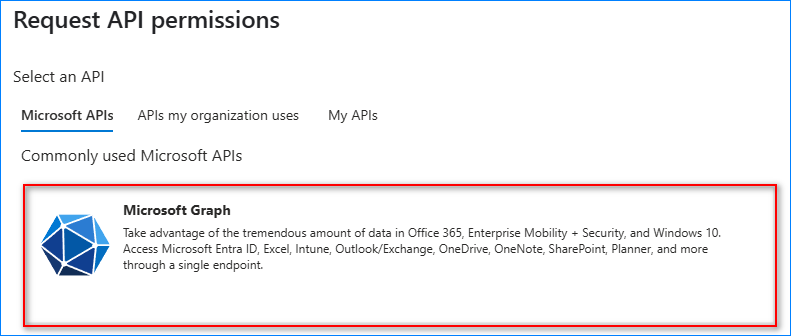 Request API permissions
Select an API
Microsoft APIs APIs my organization uses My APIs
Commonly used Microsoft APIs
Microsoft Graph
Take advantage of the tremendous amount of data in Office 365, Enterprise Mobility + Security, and Windows 10.
Access Microsoft Entra ID, Excel, Intune, Outlook/Exchange, OneDrive, OneNote, SharePoint, Planner, and more
through a single endpoint.